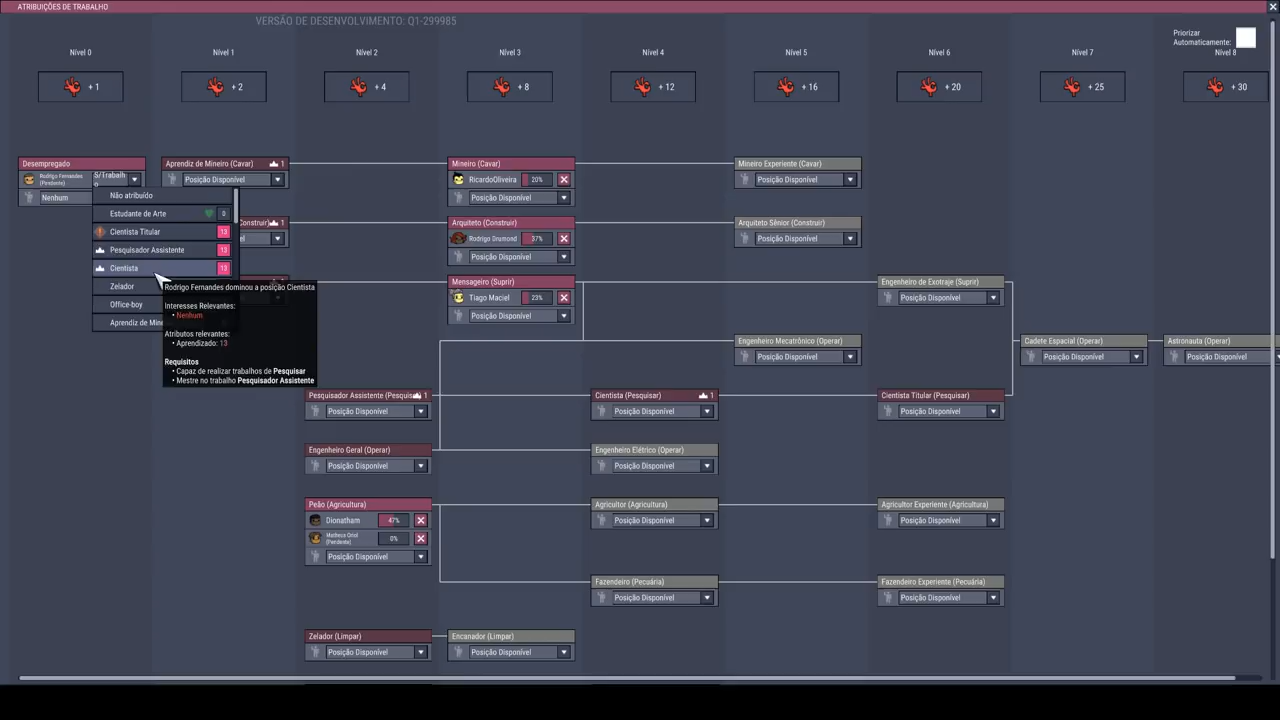 ATRIBUIÇÕES DE TRABALHO
VERSÃO DE DESENVOLVIMENTO: Q1-299985
Priorizar
Automaticamente:
Nível 0
Nível 1
Nível 2
Nível 3
Nível 4
Nível 5
Nível 6
Nível 7
Nível 8
+ 1
+ 2
+ 4
+ 8
+ 12
+ 16
+ 20
+ 25
+ 30
Desempregado
Rodrigo Fernandes
(Pendente)
S/Trabalh
o
Nenhum
Não atribuído
Estudante de Arte 0
Cientista Titular 13
Pesquisador Assistente 13
Cientista 13
Zelador
Office-boy
Aprendiz de Mine
Rodrigo Fernandes dominou a posição Cientista
Interesses Relevantes:
• Nenhum
Atributos relevantes:
• Aprendizado: 13
Requisitos
• Capaz de realizar trabalhos de Pesquisar
• Mestre no trabalho Pesquisador Assistente
Aprendiz de Mineiro (Cavar) 1
Posição Disponível
Construir) 1
el
Mineiro (Cavar)
RicardoOliveira 20%
Posição Disponível
Mineiro Experiente (Cavar)
Posição Disponível
Arquiteto (Construir)
Rodrigo Drumond 37%
Posição Disponível
Arquiteto Sênior (Construir)
Posição Disponível
Mensageiro (Suprir)
Tiago Maciel 23%
Posição Disponível
Engenheiro de Exotraje (Suprir)
Posição Disponível
Engenheiro Mecatrônico (Operar)
Posição Disponível
Cadete Espacial (Operar)
Posição Disponível
Astronauta (Operar)
Posição Disponível
Pesquisador Assistente (Pesquis 1
Posição Disponível
Cientista (Pesquisar) 1
Posição Disponível
Cientista Titular (Pesquisar)
Posição Disponível
Engenheiro Geral (Operar)
Posição Disponível
Engenheiro Elétrico (Operar)
Posição Disponível
Peão (Agricultura)
Dionatham 47%
Matheus Oriol
(Pendente)
0%
Posição Disponível
Agricultor (Agricultura)
Posição Disponível
Agricultor Experiente (Agricultura)
Posição Disponível
Fazendeiro (Pecuária)
Posição Disponível
Fazendeiro Experiente (Pecuária)
Posição Disponível
Zelador (Limpar)
Posição Disponível
Encanador (Limpar)
Posição Disponível